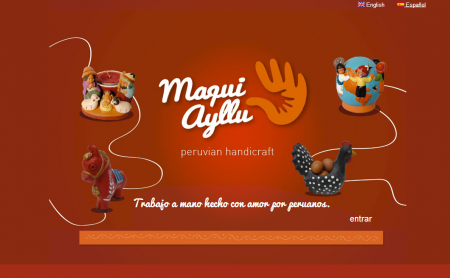 English Español
Maqui
Ayllu
peruvian handicraft
Trabajo a mano hecho con amor por peruanos.
entrar